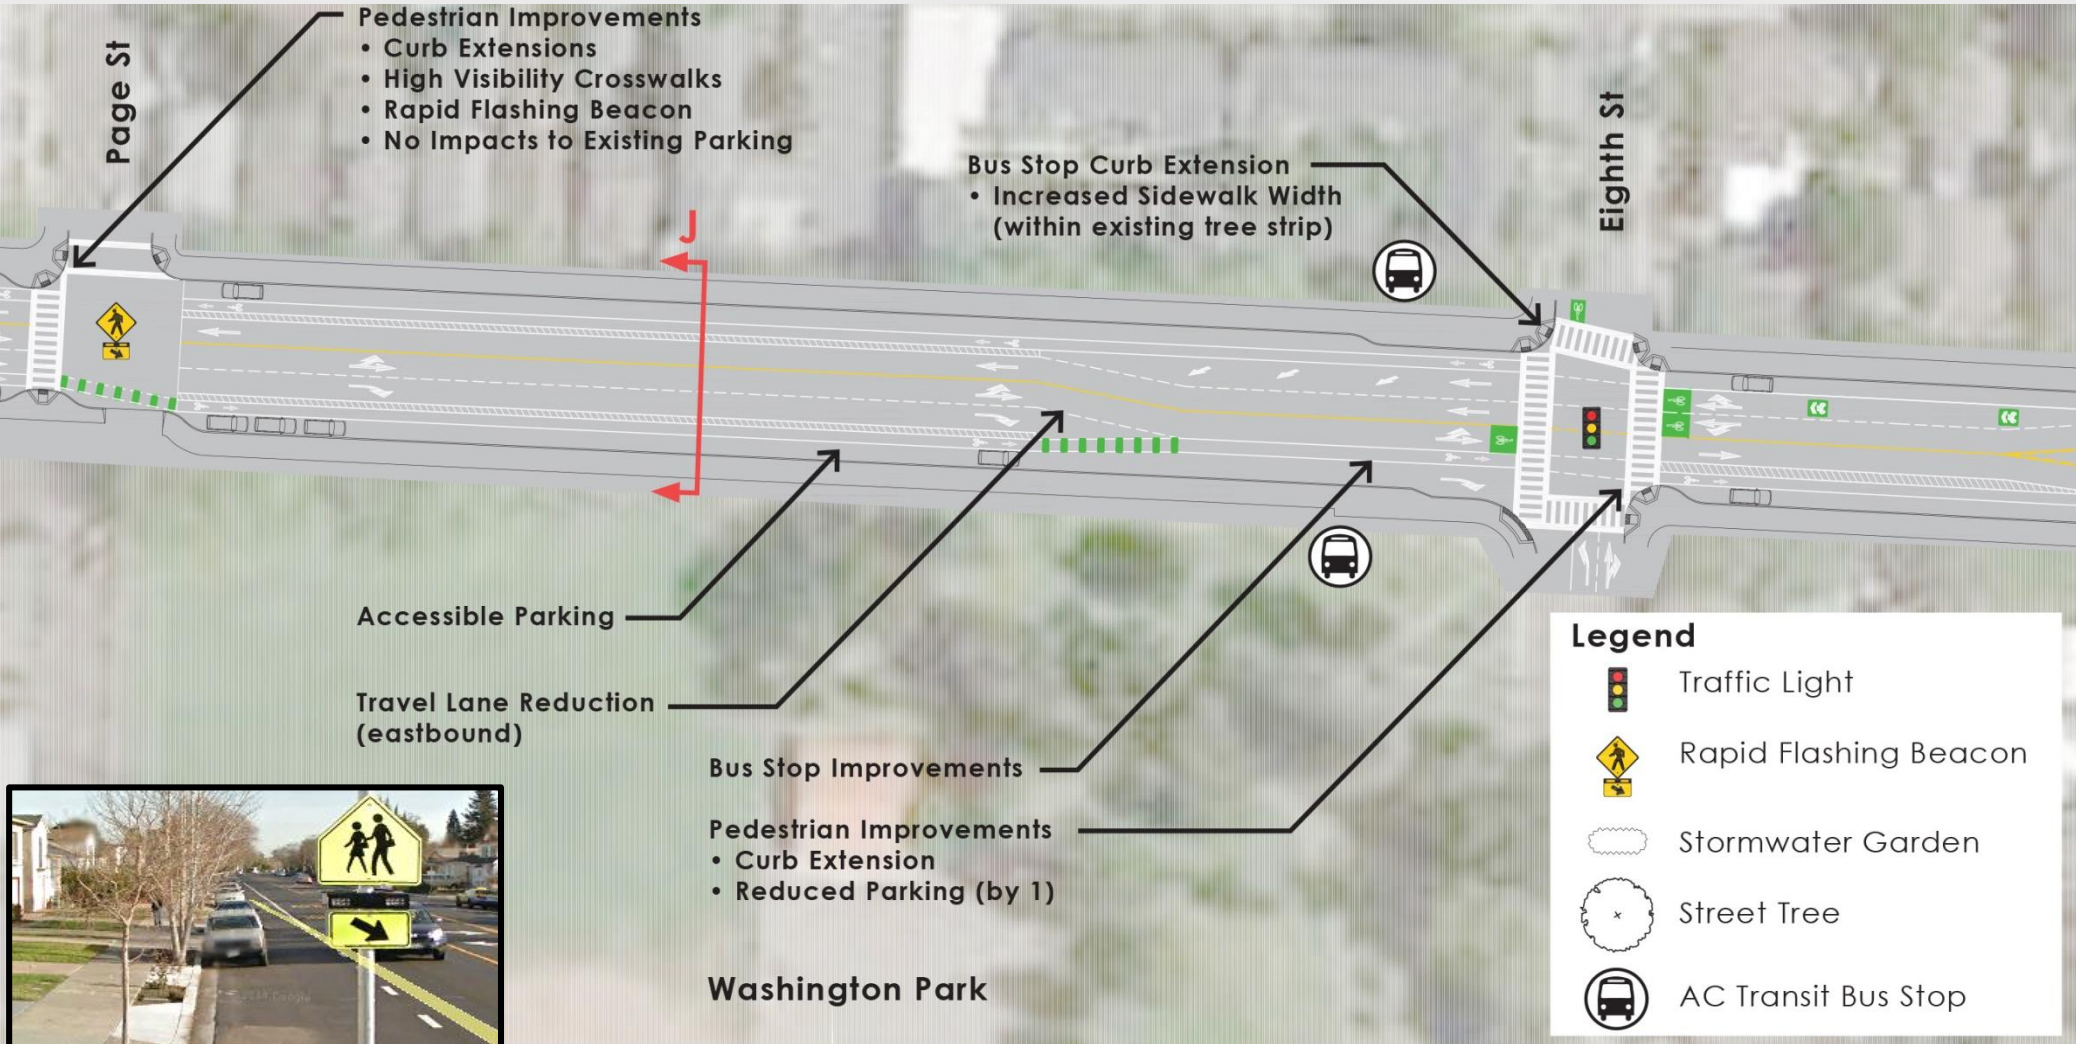 Page St
Pedestrian Improvements
• Curb Extensions
• High Visibility Crosswalks
• Rapid Flashing Beacon
• No Impacts to Existing Parking
Bus Stop Curb Extension
• Increased Sidewalk Width
(within existing tree strip)
Eighth St
J
Accessible Parking
Travel Lane Reduction
(eastbound)
Bus Stop Improvements
Pedestrian Improvements
• Curb Extension
• Reduced Parking (by 1)
Washington Park
Legend
Traffic Light
Rapid Flashing Beacon
Stormwater Garden
Street Tree
AC Transit Bus Stop
Google